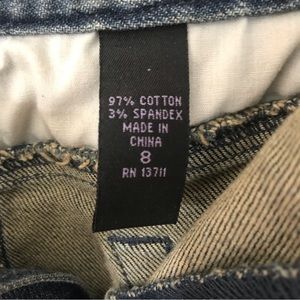 97% COTTON
3% SPANDEX
MADE IN
CHINA
8
RN 13711